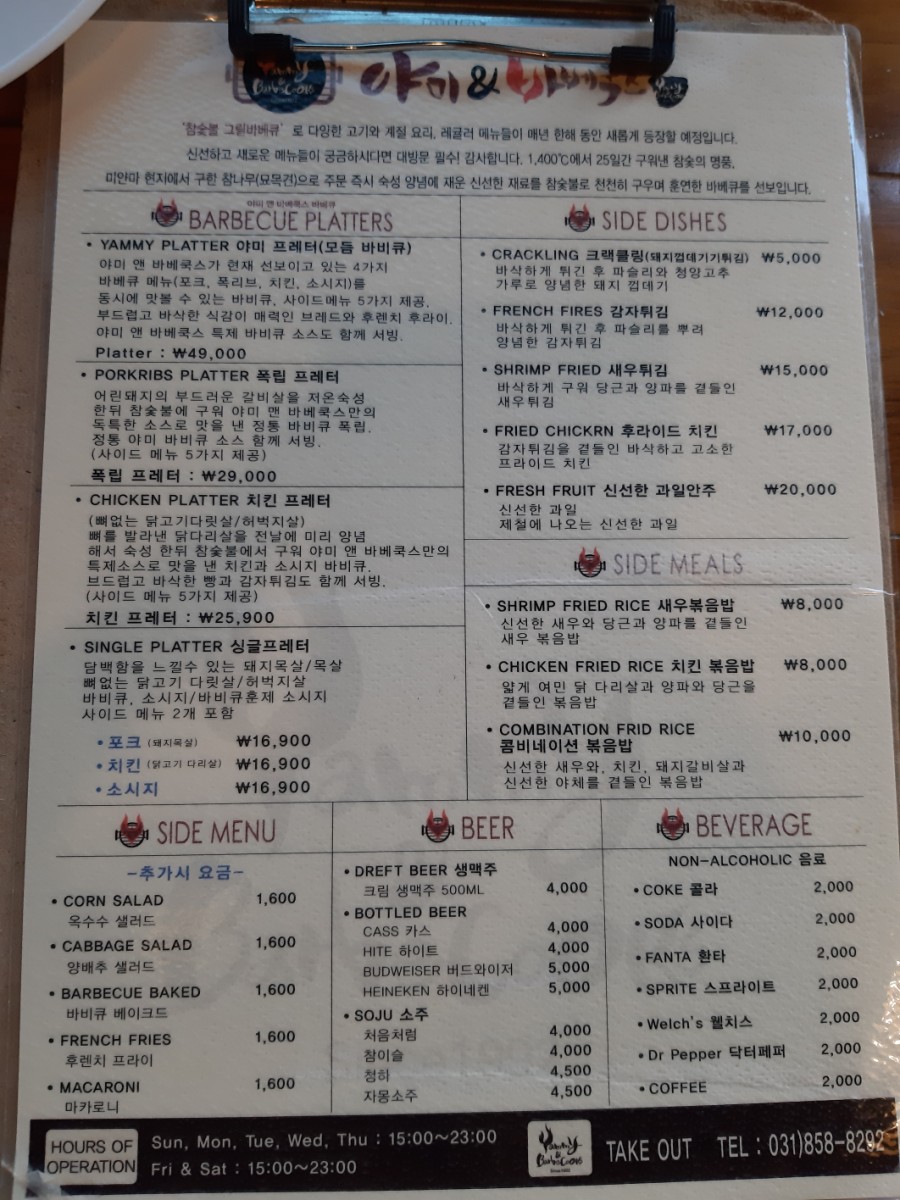 Yammy & BarbeCooks
야미 & 바베쿡스
'참숯불 그릴바베큐' 로 다양한 고기와 계절 요리, 레귤러 메뉴들이 매년 한해 동안 새롭게 등장할 예정입니다.
신선하고 새로운 메뉴들이 궁금하시다면 대방문 필수! 감사합니다. 1,400℃에서 25일간 구워낸 참숯의 명품,
미얀마 현자에서 구한 참나무(묘목건)으로 주문 즉시 숙성 양념에 재운 신선한 재료를 참숯불로 천천히 구우며 훈연한 바베큐를 선보입니다.
야미 앤 바베쿡스 바베큐
BARBECUE PLATTERS
• YAMMY PLATTER 야미 프레터(모듬 바비큐)
야미 앤 바베쿡스가 현재 선보이고 있는 4가지
바베큐 메뉴(포크, 폭리브, 치킨, 소시지)를
동시에 맛볼 수 있는 바비큐, 사이드메뉴 5가지 제공.
부드럽고 바삭한 식감이 매력인 브레드와 후렌치 후라이.
야미 앤 바베쿡스 특제 바비큐 소스도 함께 서빙.
Platter : ₩49,000
• PORKRIBS PLATTER 폭립 프레터
어린돼지의 부드러운 갈비살을 저온숙성
한뒤 참숯불에 구워 야미 맨 바베쿡스만의
독특한 소스로 맛을 낸 정통 바비큐 폭립.
정통 야미 바비큐 소스 함께 서빙.
(사이드 메뉴 5가지 제공)
폭립 프레터 : ₩29,000
• CHICKEN PLATTER 치킨 프레터
(뼈없는 닭고기다릿살/허벅지살)
뼈를 발라낸 닭다리살을 전날에 미리 양념
해서 숙성 한뒤 참숯불에서 구워 야미 앤 바베쿡스만의
특제소스로 맛을 낸 치킨과 소시지 바비큐.
브드럽고 바삭한 빵과 감자튀김도 함께 서빙.
(사이드 메뉴 5가지 제공)
치킨 프레터 : ₩25,900
• SINGLE PLATTER 싱글프레터
담백함을 느낄수 있는 돼지목살/목살
뼈없는 닭고기 다릿살/허벅지살
바비큐, 소시지/바비큐훈제 소시지
사이드 메뉴 2개 포함
• 포크 (돼지목살) ₩16,900
• 치킨 (닭고기 다리살) ₩16,900
• 소시지 ₩16,900
SIDE DISHES
• CRACKLING 크랙클링(돼지껍데기기튀김) ₩5,000
바삭하게 튀긴 후 파슬리와 청양고추
가루로 양념한 돼지 껍데기
• FRENCH FIRES 감자튀김 ₩12,000
바삭하게 튀긴 후 파슬리를 뿌려
양념한 감자튀김
• SHRIMP FRIED 새우튀김 ₩15,000
바삭하게 구워 당근과 양파를 곁들인
새우튀김
• FRIED CHICKRN 후라이드 치킨 ₩17,000
감자튀김을 곁들인 바삭하고 고소한
프라이드 치킨
• FRESH FRUIT 신선한 과일안주 ₩20,000
신선한 과일
제철에 나오는 신선한 과일
SIDE MEALS
• SHRIMP FRIED RICE 새우볶음밥 ₩8,000
신선한 새우와 당근과 양파를 곁들인
새우 볶음밥
• CHICKEN FRIED RICE 치킨 볶음밥 ₩8,000
얇게 여민 닭 다리살과 양파와 당근을
곁들인 볶음밥
• COMBINATION FRID RICE
콤비네이션 볶음밥 ₩10,000
신선한 새우와, 치킨, 돼지갈비살과
신선한 야체를 곁들인 볶음밥
SIDE MENU
-추가시 요금-
• CORN SALAD 1,600
옥수수 샐러드
• CABBAGE SALAD 1,600
양배추 샐러드
• BARBECUE BAKED 1,600
바비큐 베이크드
• FRENCH FRIES 1,600
후렌치 프라이
• MACARONI 1,600
마카로니
BEER
• DREFT BEER 생맥주
크림 생맥주 500ML 4,000
• BOTTLED BEER
CASS 카스 4,000
HITE 하이트 4,000
BUDWEISER 버드와이저 5,000
HEINEKEN 하이네켄 5,000
• SOJU 소주
처음처럼 4,000
참이슬 4,000
청하 4,500
자몽소주 4,500
BEVERAGE
NON-ALCOHOLIC 음료
• COKE 콜라 2,000
• SODA 사이다 2,000
• FANTA 환타 2,000
• SPRITE 스프라이트 2,000
• Welch's 웰치스 2,000
• Dr Pepper 닥터페퍼 2,000
• COFFEE 2,000
HOURS OF
OPERATION
Sun, Mon, Tue, Wed, Thu : 15:00~23:00
Fri & Sat : 15:00~23:00
Yammy & BarbeCooks
TAKE OUT TEL : 031)858-8292